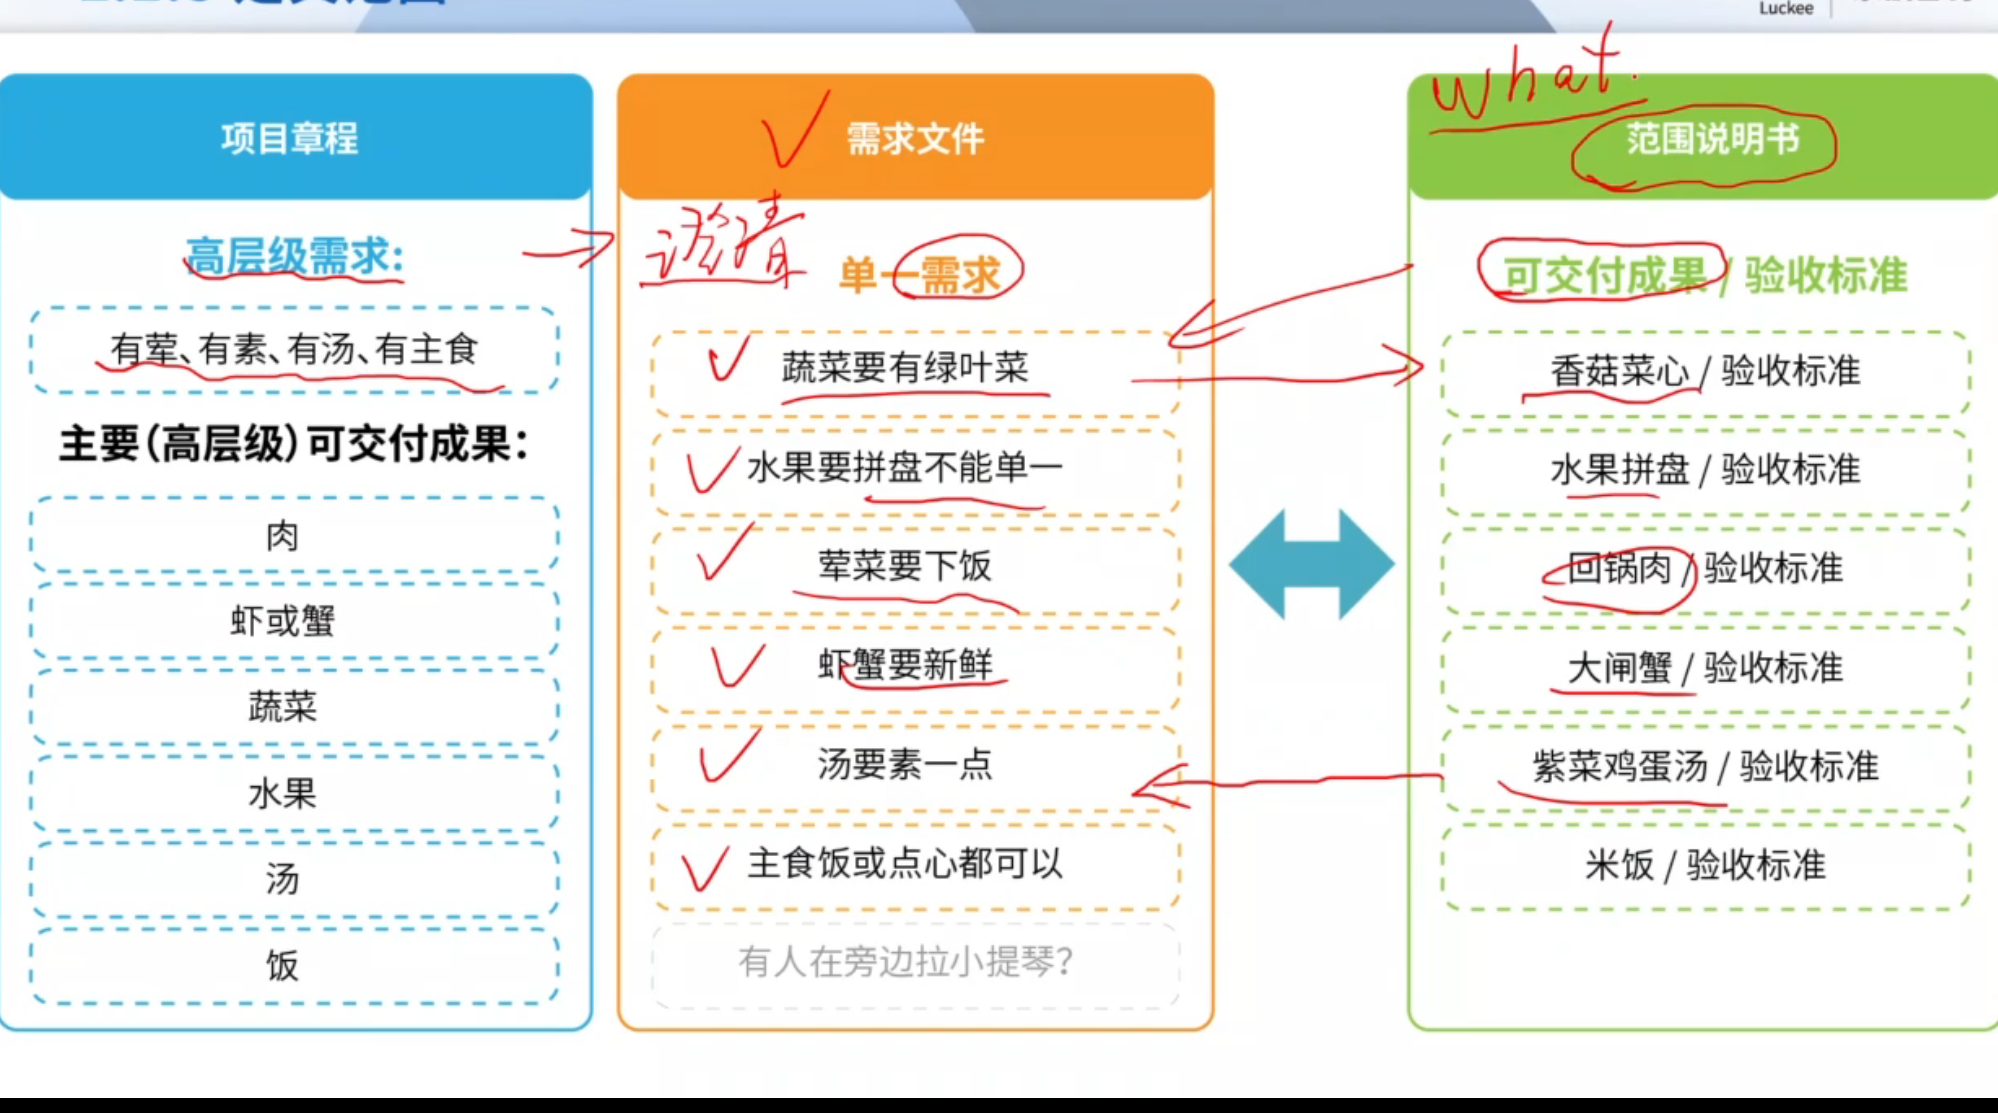 Luckee
what.
项目章程
高层级需求：
有荤、有素、有汤、有主食
主要（高层级）可交付成果：
肉
虾或蟹
蔬菜
水果
汤
饭
需求文件
澄清
单一需求
蔬菜要有绿叶菜
水果要拼盘不能单一
荤菜要下饭
虾蟹要新鲜
汤要素一点
主食饭或点心都可以
有人在旁边拉小提琴？
范围说明书
可交付成果 / 验收标准
香菇菜心 / 验收标准
水果拼盘 / 验收标准
回锅肉 / 验收标准
大闸蟹 / 验收标准
紫菜鸡蛋汤 / 验收标准
米饭 / 验收标准